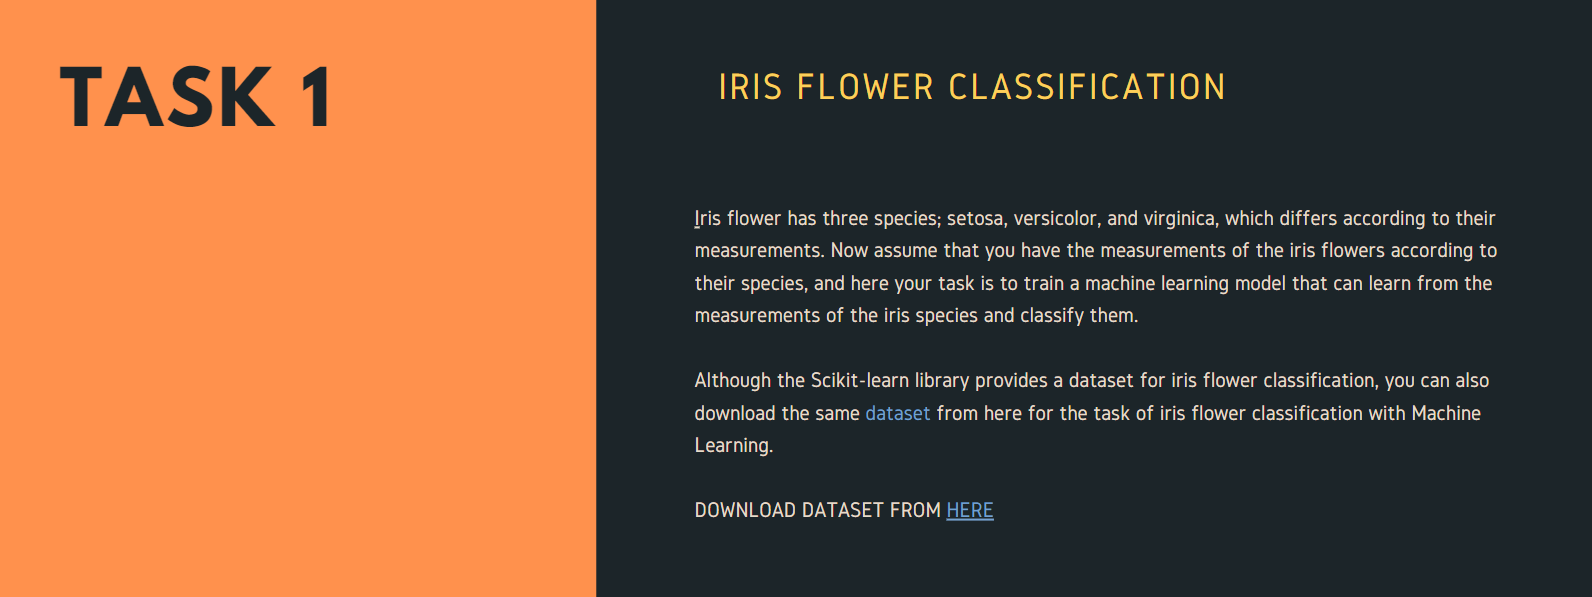 TASK 1
IRIS FLOWER CLASSIFICATION
Iris flower has three species; setosa, versicolor, and virginica, which differs according to their
measurements. Now assume that you have the measurements of the iris flowers according to
their species, and here your task is to train a machine learning model that can learn from the
measurements of the iris species and classify them.
Although the Scikit-learn library provides a dataset for iris flower classification, you can also
download the same dataset from here for the task of iris flower classification with Machine
Learning.
DOWNLOAD DATASET FROM HERE